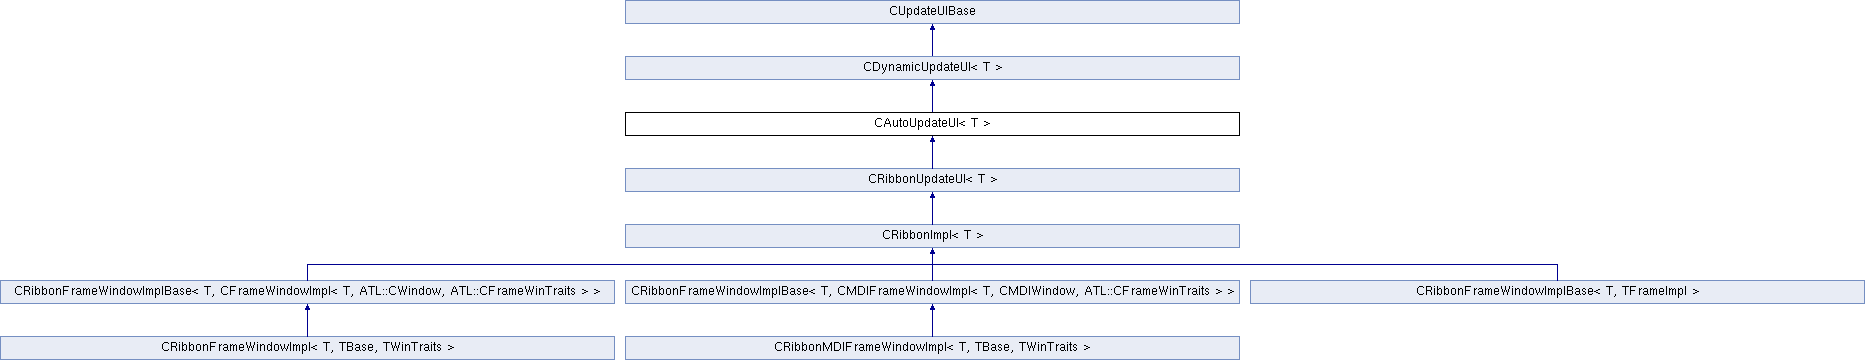 CUpdateUIBase
CDynamicUpdateUI< T >
CAutoUpdateUI< T >
CRibbonUpdateUI< T >
CRibbonImpl< T >
CRibbonFrameWindowImplBase< T, CFrameWindowImpl< T, ATL::CWindow, ATL::CFrameWinTraits > >
CRibbonFrameWindowImplBase< T, CMDIFrameWindowImpl< T, CMDIWindow, ATL::CFrameWinTraits > >
CRibbonFrameWindowImplBase< T, TFrameImpl >
CRibbonFrameWindowImpl< T, TBase, TWinTraits >
CRibbonMDIFrameWindowImpl< T, TBase, TWinTraits >